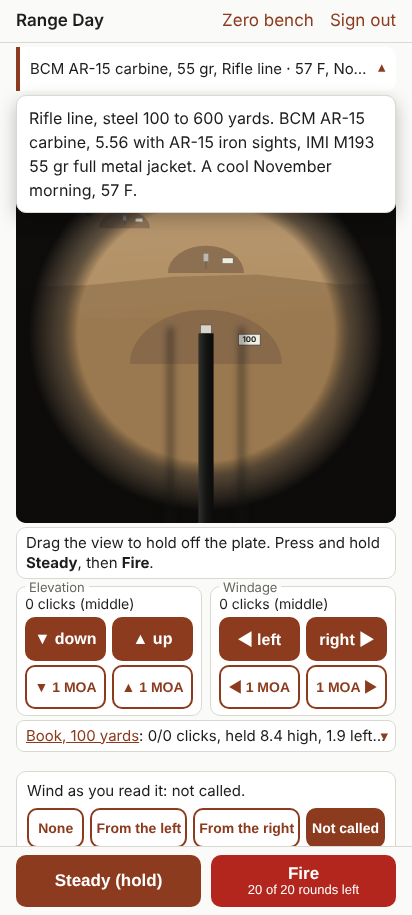 Range Day Zero bench Sign out
BCM AR-15 carbine, 55 gr, Rifle line · 57 F, No... ▲
Rifle line, steel 100 to 600 yards. BCM AR-15
carbine, 5.56 with AR-15 iron sights, IMI M193
55 gr full metal jacket. A cool November
morning, 57 F.
100
Drag the view to hold off the plate. Press and hold
Steady, then Fire.
Elevation
0 clicks (middle)
▼ down ▲ up
▼ 1 MOA ▲ 1 MOA
Windage
0 clicks (middle)
◀ left right ▶
◀ 1 MOA 1 MOA ▶
Book, 100 yards: 0/0 clicks, held 8.4 high, 1.9 left.. ▼
Wind as you read it: not called.
None From the left From the right Not called
Steady (hold)
Fire
20 of 20 rounds left